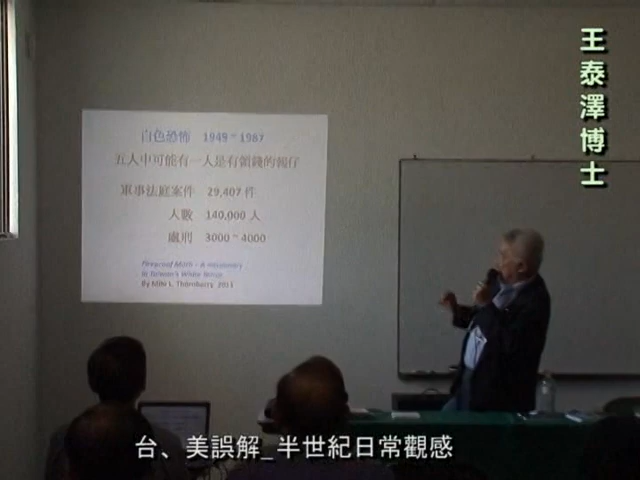 王泰澤博士
白色恐怖 1949~1987
五人中可能有一人是有領錢的報仔
軍事法庭案件 29,407 件
人數 140,000 人
處刑 3000~4000
Fireproof Moth - A Missionary
in Taiwan's White Terror
By Milo L. Thornberry 2011
台、美誤解_半世紀日常觀感